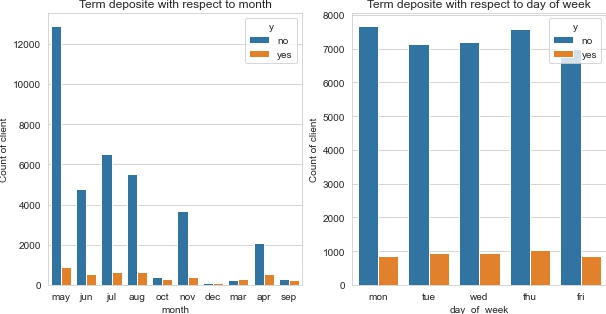 Term deposite with respect to month
Count of client
12000
10000
8000
6000
4000
2000
0
y
no
yes
may jun jul aug oct nov dec mar apr sep
month
Term deposite with respect to day of week
Count of client
8000
7000
6000
5000
4000
3000
2000
1000
0
y
no
yes
mon tue wed thu fri
day_of_week